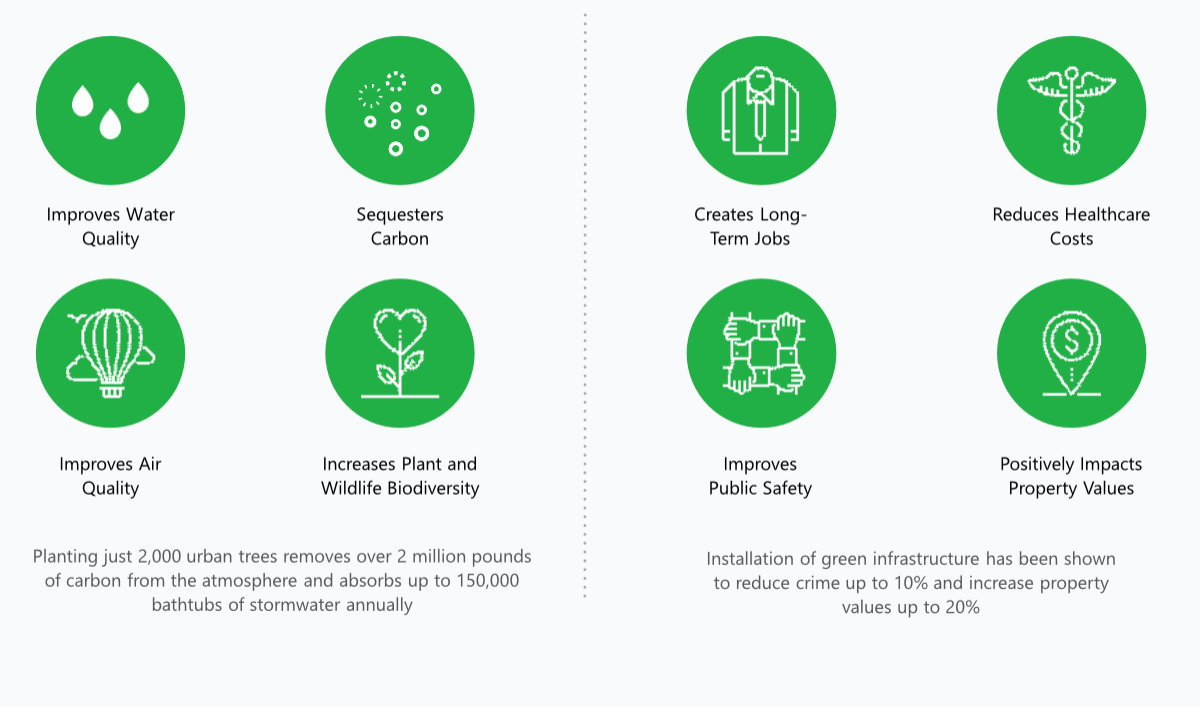 Improves Water
Quality
Sequesters
Carbon
Improves Air
Quality
Increases Plant and
Wildlife Biodiversity
Planting just 2,000 urban trees removes over 2 million pounds
of carbon from the atmosphere and absorbs up to 150,000
bathtubs of stormwater annually
Creates Long-
Term Jobs
Reduces Healthcare
Costs
Improves
Public Safety
$
Positively Impacts
Property Values
Installation of green infrastructure has been shown
to reduce crime up to 10% and increase property
values up to 20%